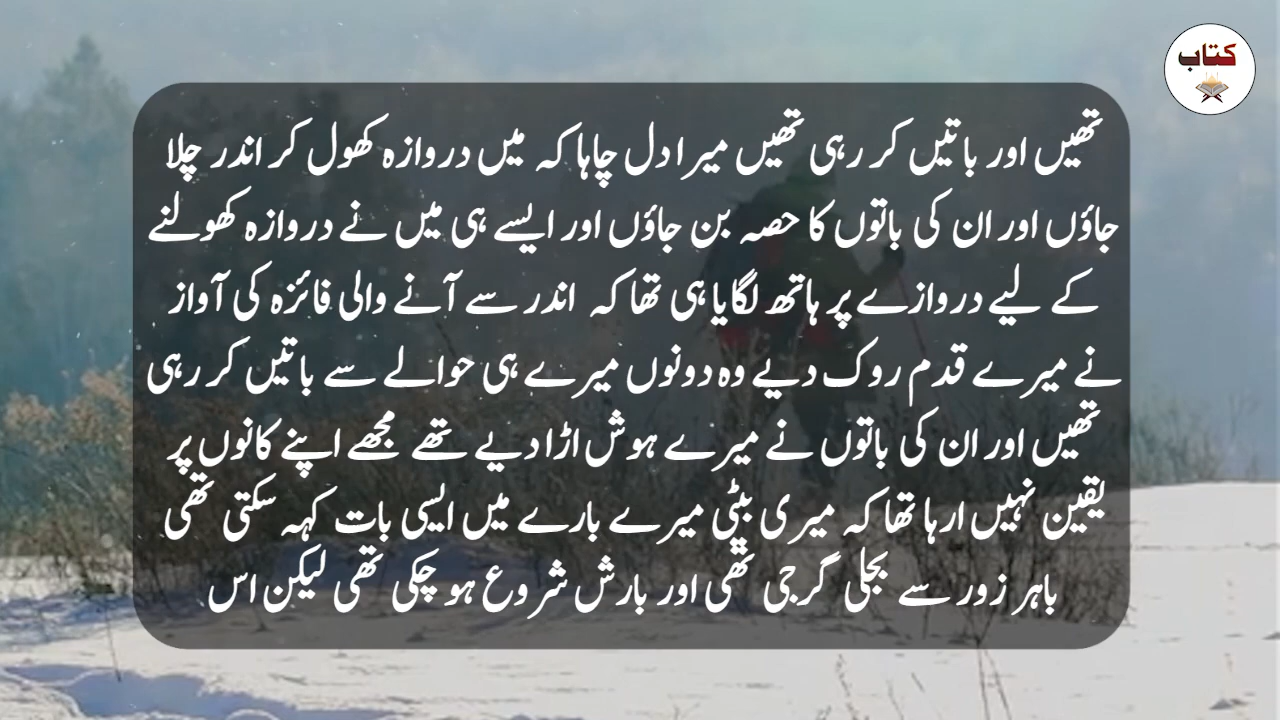 کتاب
تھیں اور باتیں کر رہی تھیں میرا دل چاہا کہ میں دروازہ کھول کر اندر چلا
جاؤں اور ان کی باتوں کا حصہ بن جاؤں اور ایسے ہی میں نے دروازہ کھولنے
کے لیے دروازے پر ہاتھ لگایا ہی تھا کہ اندر سے آنے والی فائزہ کی آواز
نے میرے قدم روک دیے وہ دونوں میرے ہی حوالے سے باتیں کر رہی
تھیں اور ان کی باتوں نے میرے ہوش اڑا دیے تھے مجھے اپنے کانوں پر
یقین نہیں ارہا تھا کہ میری بیٹی میرے بارے میں ایسی بات کہہ سکتی تھی
باہر زور سے بجلی گرجی تھی اور بارش شروع ہو چکی تھی لیکن اس